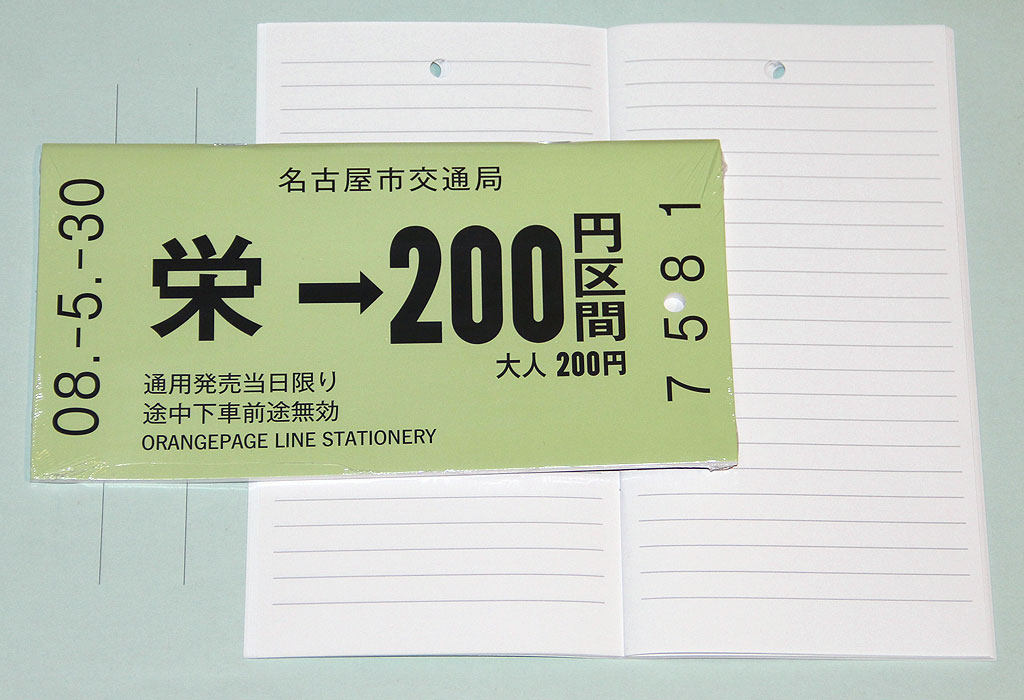 名古屋市交通局
08.-5.-30
栄→200円区間
大人 200円
7581
通用発売当日限り
途中下車前途無効
ORANGEPAGE LINE STATIONERY